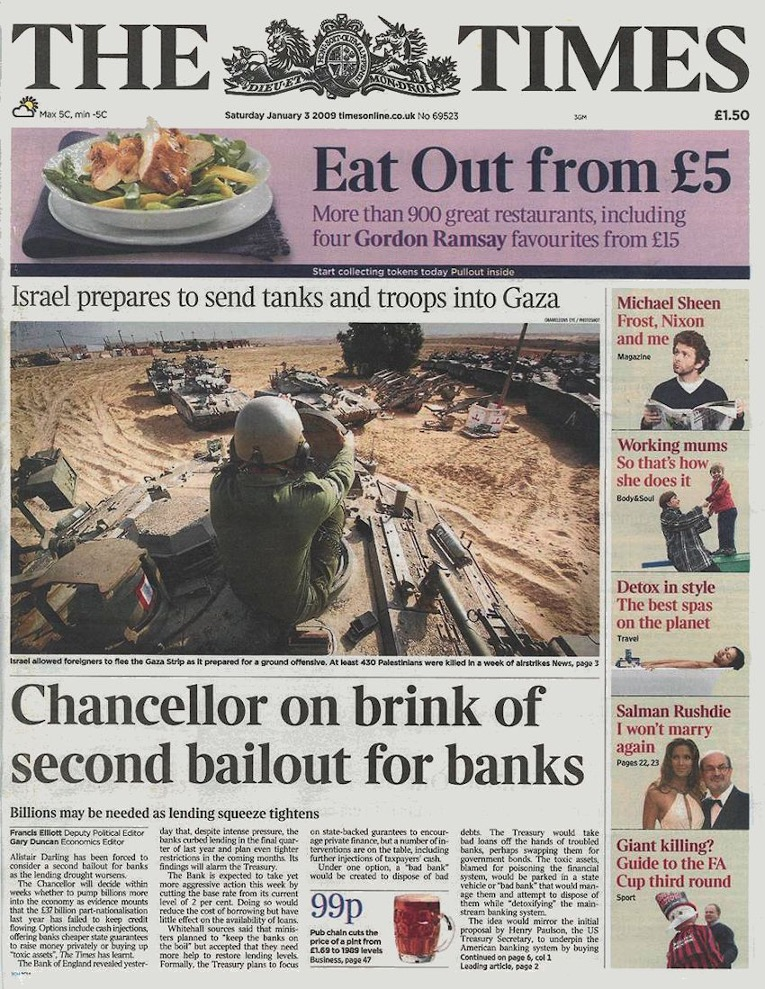 THE TIMES
DIEU ET MON DROIT
Max 5C, min -5C
Saturday January 3 2009 timesonline.co.uk No 69523
3GM
£1.50
Eat Out from £5
More than 900 great restaurants, including
four Gordon Ramsay favourites from £15
Start collecting tokens today Pullout inside
Israel prepares to send tanks and troops into Gaza
Israel allowed foreigners to flee the Gaza Strip as it prepared for a ground offensive. At least 430 Palestinians were killed in a week of airstrikes News, page 3
Chancellor on brink of
second bailout for banks
Billions may be needed as lending squeeze tightens
Francis Elliott Deputy Political Editor
Gary Duncan Economics Editor
Alistair Darling has been forced to
consider a second bailout for banks
as the lending drought worsens.
The Chancellor will decide within
weeks whether to pump billions more
into the economy as evidence mounts
that the £37 billion part-nationalisation
last year has failed to keep credit
flowing. Options include cash injections,
offering banks cheaper state guarantees
to raise money privately or buying up
"toxic assets", The Times has learnt.
The Bank of England revealed yester-
day that, despite intense pressure, the
banks curbed lending in the final quar-
ter of last year and plan even tighter
restrictions in the coming months. Its
findings will alarm the Treasury.
The Bank is expected to take yet
more aggressive action this week by
cutting the base rate from its current
level of 2 per cent. Doing so would
reduce the cost of borrowing but have
little effect on the availability of loans.
Whitehall sources said that minis-
ters planned to "keep the banks on
the boil" but accepted that they need
more help to restore lending levels.
Formally, the Treasury plans to focus
on state-backed gurantees to encour-
age private finance, but a number of in-
terventions are on the table, including
further injections of taxpayers' cash.
Under one option, a "bad bank"
would be created to dispose of bad
99p
Pub chain cuts the
price of a pint from
£1.69 to 1989 levels
Business, page 47
debts. The Treasury would take
bad loans off the hands of troubled
banks, perhaps swapping them for
government bonds. The toxic assets,
blamed for poisoning the financial
system, would be parked in a state
vehicle or "bad bank" that would man-
age them and attempt to dispose of
them while "detoxifying" the main-
stream banking system.
The idea would mirror the initial
proposal by Henry Paulson, the US
Treasury Secretary, to underpin the
American banking system by buying
Continued on page 6, col 1
Leading article, page 2
Michael Sheen
Frost, Nixon
and me
Magazine
Working mums
So that's how
she does it
Body&Soul
Detox in style
The best spas
on the planet
Travel
Salman Rushdie
I won't marry
again
Pages 22, 23
Giant killing?
Guide to the FA
Cup third round
Sport